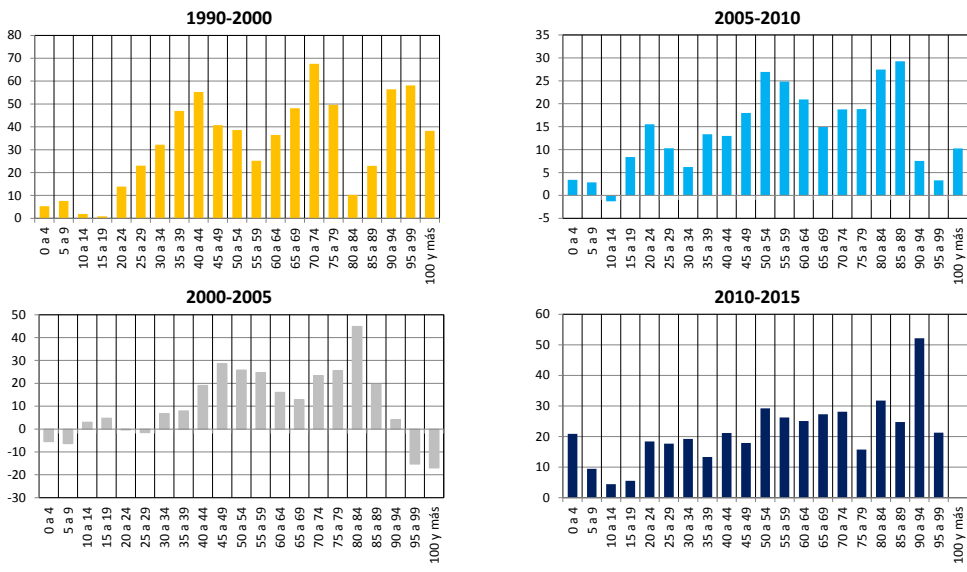 1990-2000
80
70
60
50
40
30
20
10
0
0 a 4
5 a 9
10 a 14
15 a 19
20 a 24
25 a 29
30 a 34
35 a 39
40 a 44
45 a 49
50 a 54
55 a 59
60 a 64
65 a 69
70 a 74
75 a 79
80 a 84
85 a 89
90 a 94
95 a 99
100 y más
2005-2010
35
30
25
20
15
10
5
0
-5
0 a 4
5 a 9
10 a 14
15 a 19
20 a 24
25 a 29
30 a 34
35 a 39
40 a 44
45 a 49
50 a 54
55 a 59
60 a 64
65 a 69
70 a 74
75 a 79
80 a 84
85 a 89
90 a 94
95 a 99
100 y más
2000-2005
50
40
30
20
10
0
-10
-20
-30
0 a 4
5 a 9
10 a 14
15 a 19
20 a 24
25 a 29
30 a 34
35 a 39
40 a 44
45 a 49
50 a 54
55 a 59
60 a 64
65 a 69
70 a 74
75 a 79
80 a 84
85 a 89
90 a 94
95 a 99
100 y más
2010-2015
60
50
40
30
20
10
0
0 a 4
5 a 9
10 a 14
15 a 19
20 a 24
25 a 29
30 a 34
35 a 39
40 a 44
45 a 49
50 a 54
55 a 59
60 a 64
65 a 69
70 a 74
75 a 79
80 a 84
85 a 89
90 a 94
95 a 99
100 y más